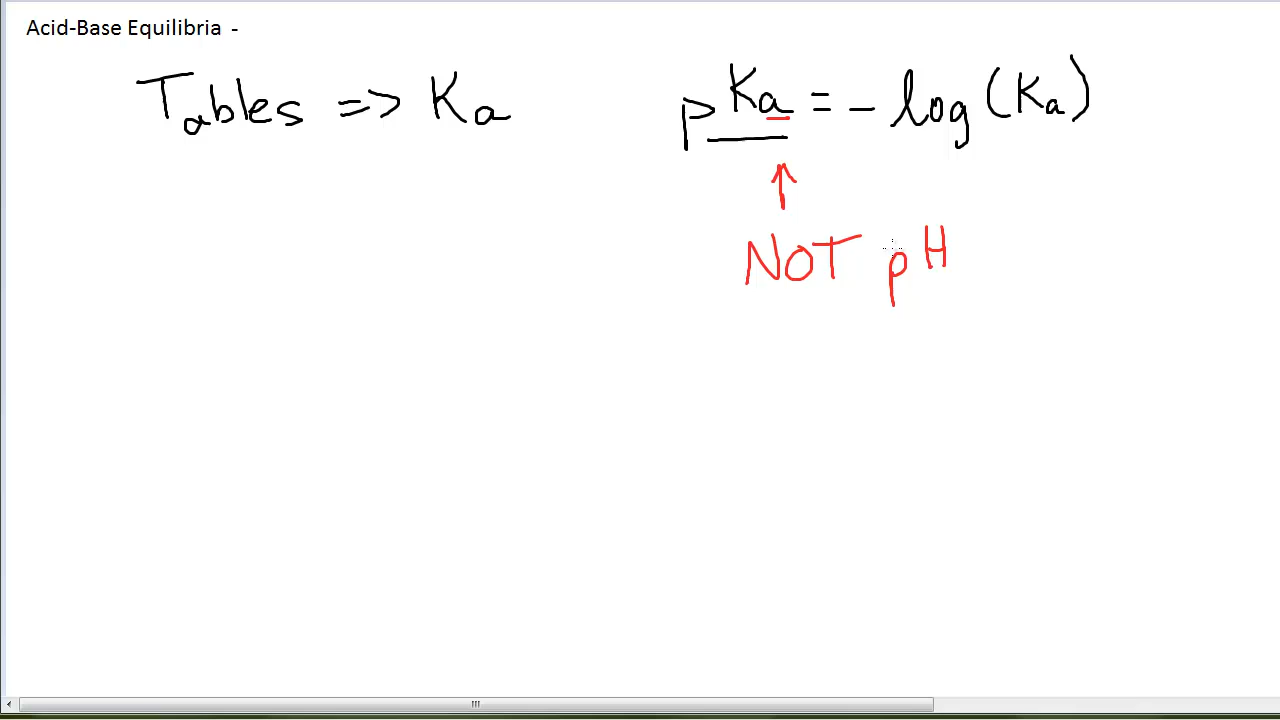 Acid-Base Equilibria -
Tables => Ka
pKa = - log (Ka)
NOT pH